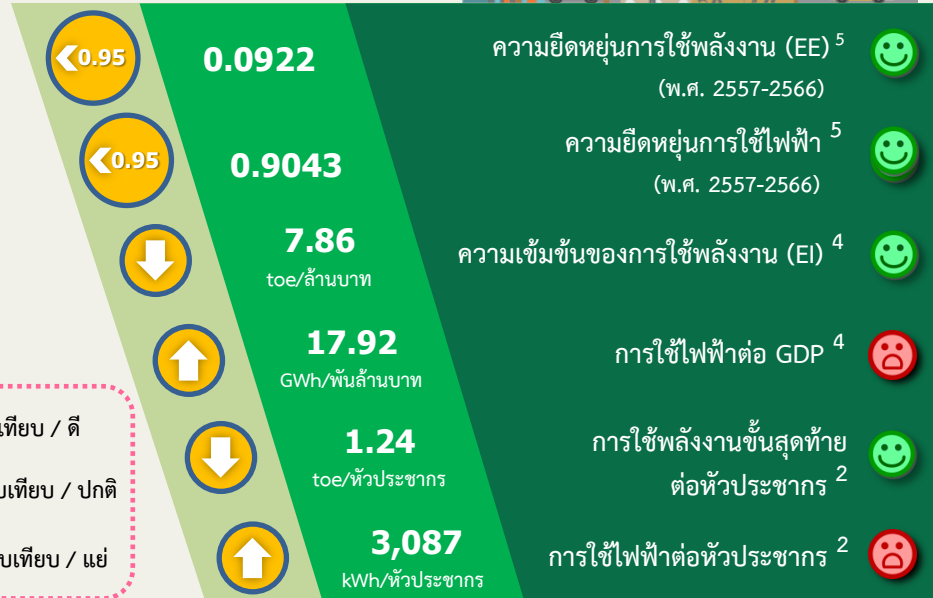 0.95
0.0922
ความยืดหยุ่นการใช้พลังงาน (EE) 5
(พ.ศ. 2557-2566)
0.95
0.9043
ความยืดหยุ่นการใช้ไฟฟ้า 5
(พ.ศ. 2557-2566)
7.86
toe/ล้านบาท
ความเข้มข้นของการใช้พลังงาน (EI) 4
17.92
GWh/พันล้านบาท
การใช้ไฟฟ้าต่อ GDP 4
1.24
toe/หัวประชากร
การใช้พลังงานขั้นสุดท้าย
ต่อหัวประชากร 2
3,087
kWh/หัวประชากร
การใช้ไฟฟ้าต่อหัวประชากร 2
เทียบ / ดี
เทียบ / ปกติ
บเทียบ / แย่